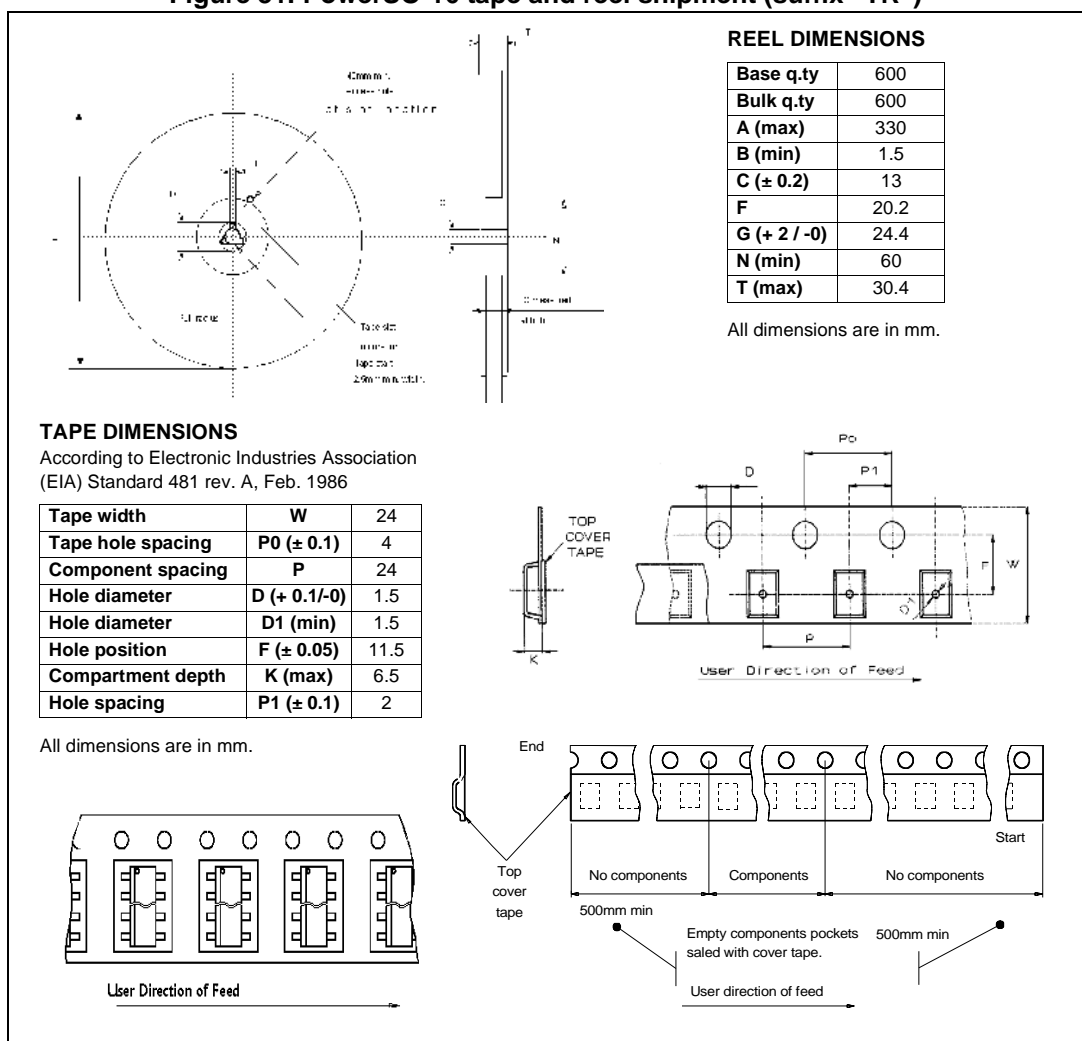 REEL DIMENSIONS
Base q.ty 600
Bulk q.ty 600
A (max) 330
B (min) 1.5
C (± 0.2) 13
F 20.2
G (+ 2 / -0) 24.4
N (min) 60
T (max) 30.4
All dimensions are in mm.
T
N
Tape slot
TAPE DIMENSIONS
According to Electronic Industries Association
(EIA) Standard 481 rev. A, Feb. 1986
Tape width W 24
Tape hole spacing P0 (± 0.1) 4
Component spacing P 24
Hole diameter D (+ 0.1/-0) 1.5
Hole diameter D1 (min) 1.5
Hole position F (± 0.05) 11.5
Compartment depth K (max) 6.5
Hole spacing P1 (± 0.1) 2
All dimensions are in mm.
Po
D
P1
TOP
COVER
TAPE
F
W
D1
P
K
User Direction of Feed
End
Start
Top
cover
tape
No components
Components
No components
500mm min
Empty components pockets
saled with cover tape.
500mm min
User direction of feed
User Direction of Feed